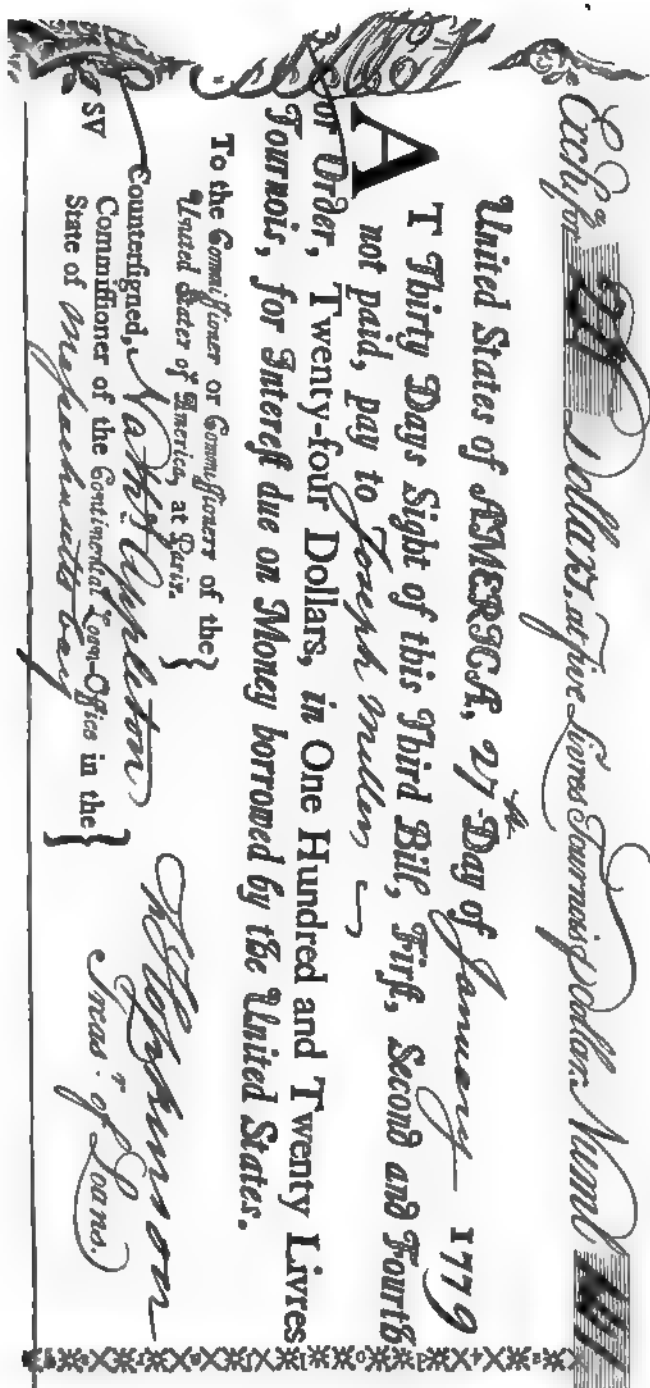 Exch.ᵃ for 24 Dollars, at five Livres Tournois ⅌ Dollar. Numb.
United States of AMERICA, 27 Day of January 1779
AT Thirty Days Sight of this Third Bill, Firſt, Second and Fourth
not paid, pay to Joseph Miller
or Order, Twenty-four Dollars, in One Hundred and Twenty Livres
Tournois, for Intereſt due on Money borrowed by the United States.
To the Commiſſioner or Commiſſioners of the
United States of America, at Paris.
SV
Counterſigned, Nath.ˡ Appleton
Commiſſioner of the Continental Loan-Office in the
State of Maſsachusetts bay
F Hopkinson
Treas.ʳ of Loans.